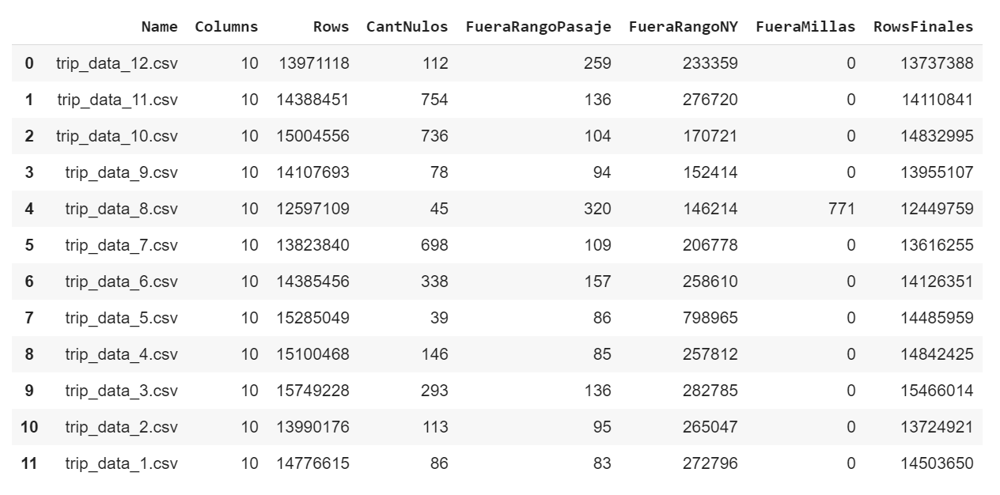 Name Columns Rows CantNulos FueraRangoPasaje FueraRangoNY FueraMillas RowsFinales
0 trip_data_12.csv 10 13971118 112 259 233359 0 13737388
1 trip_data_11.csv 10 14388451 754 136 276720 0 14110841
2 trip_data_10.csv 10 15004556 736 104 170721 0 14832995
3 trip_data_9.csv 10 14107693 78 94 152414 0 13955107
4 trip_data_8.csv 10 12597109 45 320 146214 771 12449759
5 trip_data_7.csv 10 13823840 698 109 206778 0 13616255
6 trip_data_6.csv 10 14385456 338 157 258610 0 14126351
7 trip_data_5.csv 10 15285049 39 86 798965 0 14485959
8 trip_data_4.csv 10 15100468 146 85 257812 0 14842425
9 trip_data_3.csv 10 15749228 293 136 282785 0 15466014
10 trip_data_2.csv 10 13990176 113 95 265047 0 13724921
11 trip_data_1.csv 10 14776615 86 83 272796 0 14503650